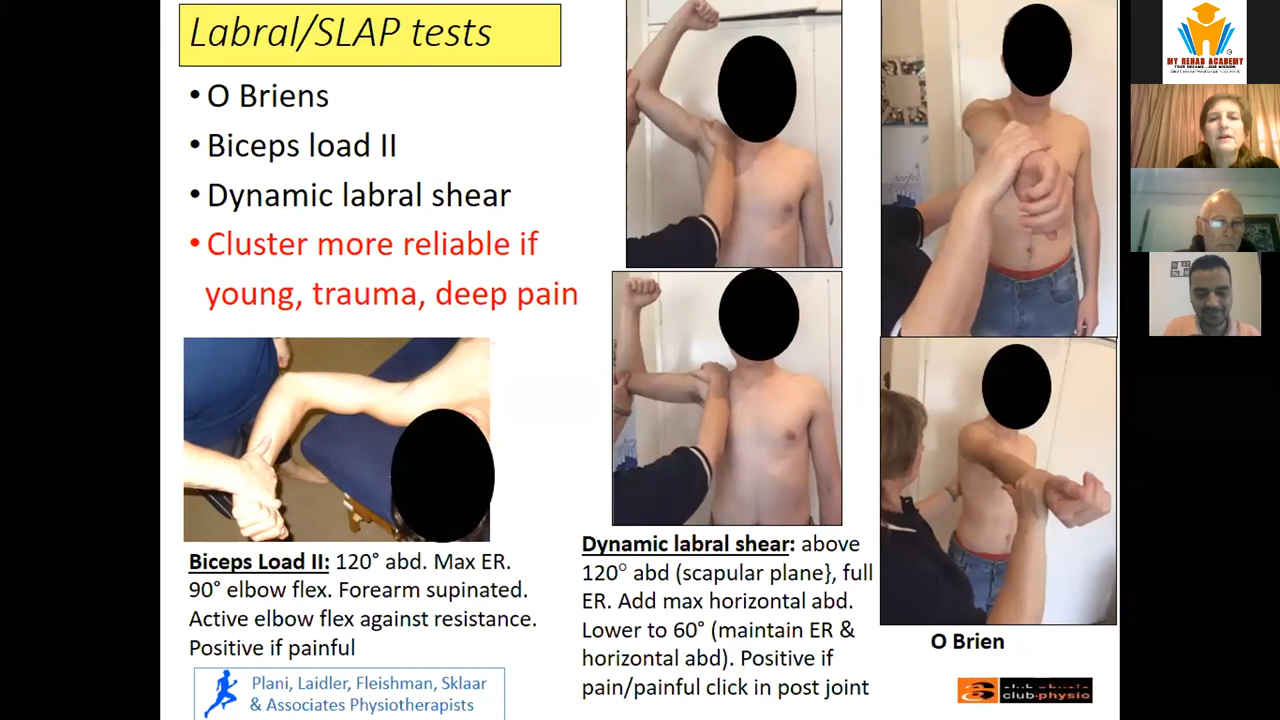 Labral/SLAP tests
• O Briens
• Biceps load II
• Dynamic labral shear
• Cluster more reliable if
young, trauma, deep pain
Biceps Load II: 120° abd. Max ER.
90° elbow flex. Forearm supinated.
Active elbow flex against resistance.
Positive if painful
Plani, Laidler, Fleishman, Sklaar
& Associates Physiotherapists
Dynamic labral shear: above
120° abd (scapular plane}, full
ER. Add max horizontal abd.
Lower to 60° (maintain ER &
horizontal abd). Positive if
pain/painful click in post joint
O Brien
club-physio
MY REHAB ACADEMY